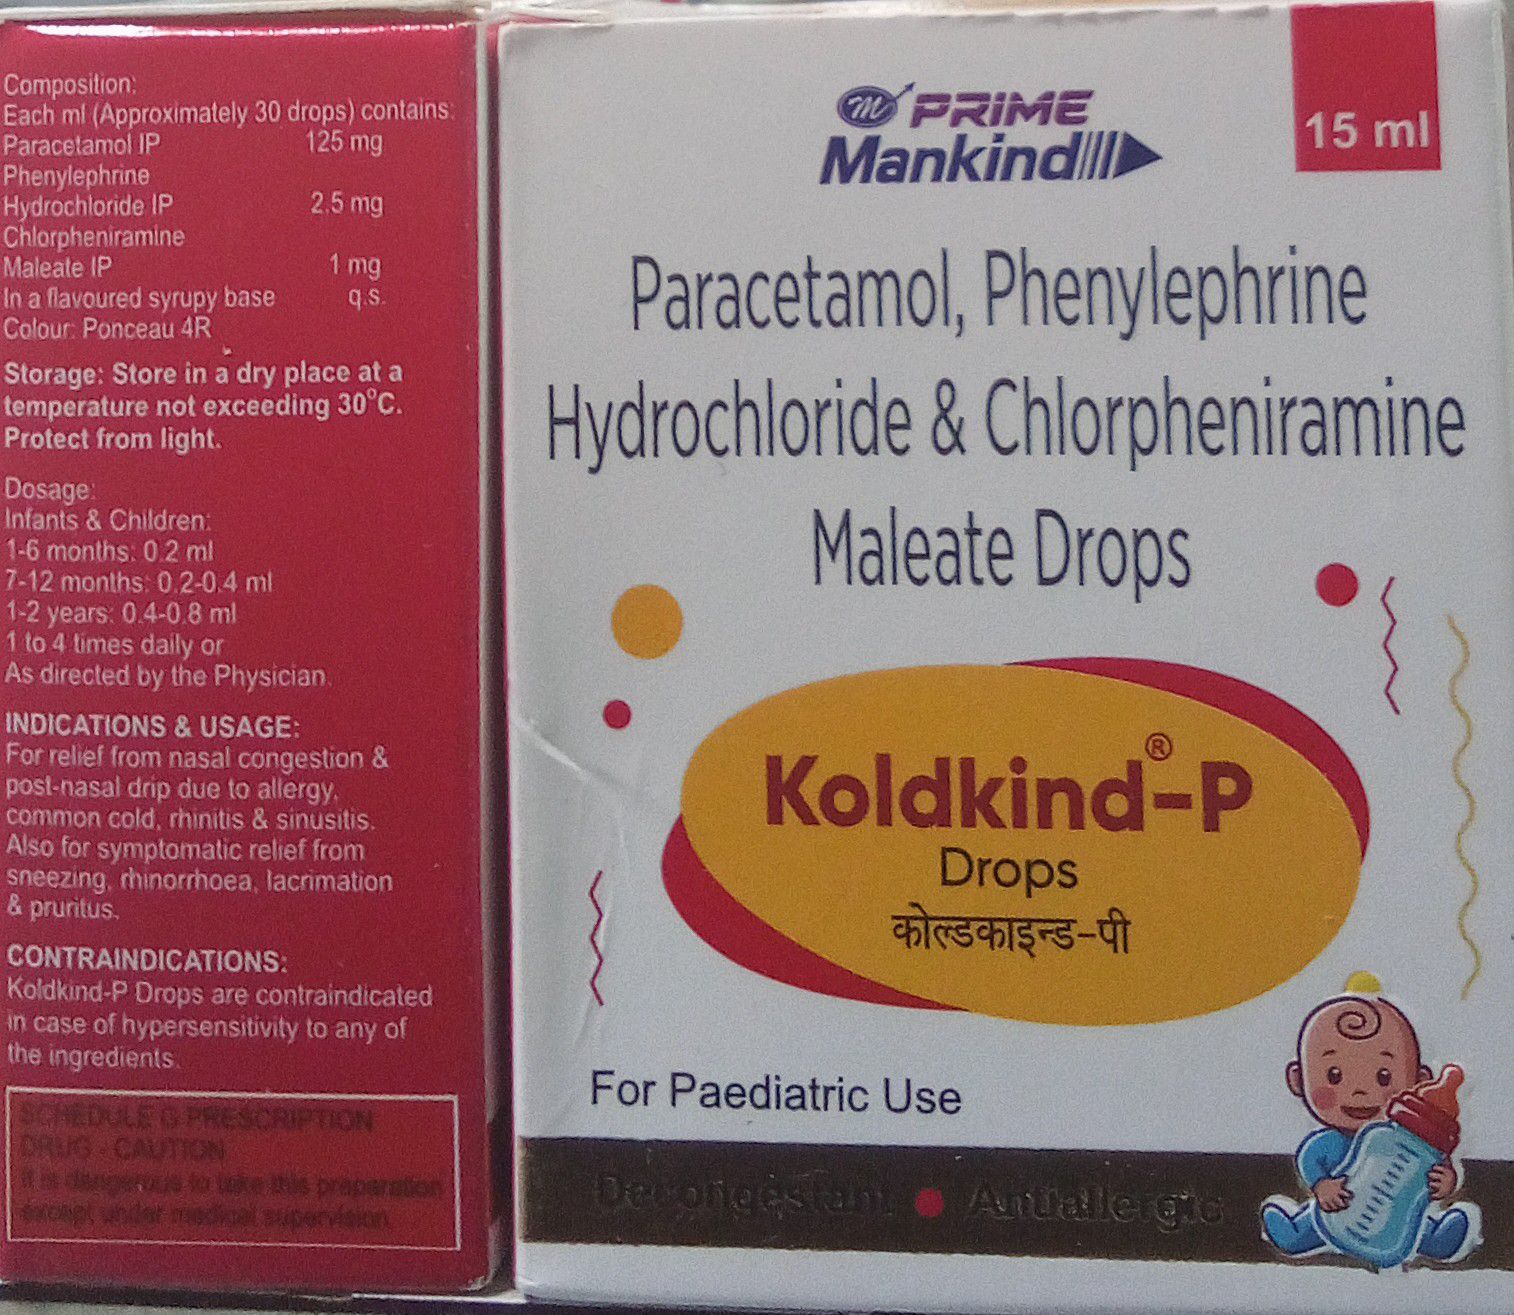 Composition:
Each ml (Approximately 30 drops) contains:
Paracetamol IP 125 mg
Phenylephrine
Hydrochloride IP 2.5 mg
Chlorpheniramine
Maleate IP 1 mg
In a flavoured syrupy base q.s.
Colour: Ponceau 4R
Storage: Store in a dry place at a
temperature not exceeding 30°C.
Protect from light.
Dosage:
Infants & Children:
1-6 months: 0.2 ml
7-12 months: 0.2-0.4 ml
1-2 years: 0.4-0.8 ml
1 to 4 times daily or
As directed by the Physician.
INDICATIONS & USAGE:
For relief from nasal congestion &
post-nasal drip due to allergy,
common cold, rhinitis & sinusitis.
Also for symptomatic relief from
sneezing, rhinorrhoea, lacrimation
& pruritus.
CONTRAINDICATIONS:
Koldkind-P Drops are contraindicated
in case of hypersensitivity to any of
the ingredients.
SCHEDULE G PRESCRIPTION
DRUG - CAUTION
It is dangerous to take this preparation
except under medical supervision.
m PRIME
Mankind
15 ml
Paracetamol, Phenylephrine
Hydrochloride & Chlorpheniramine
Maleate Drops
Koldkind®-P
Drops
कोल्डकाइन्ड-पी
For Paediatric Use
Decongestant • Antiallergic